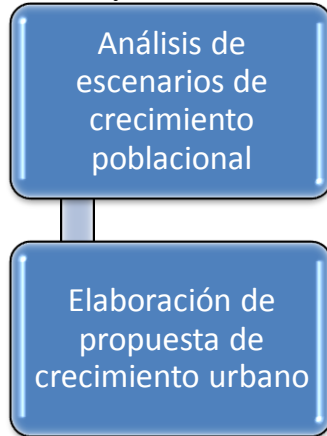 Análisis de
escenarios de
crecimiento
poblacional
Elaboración de
propuesta de
crecimiento urbano